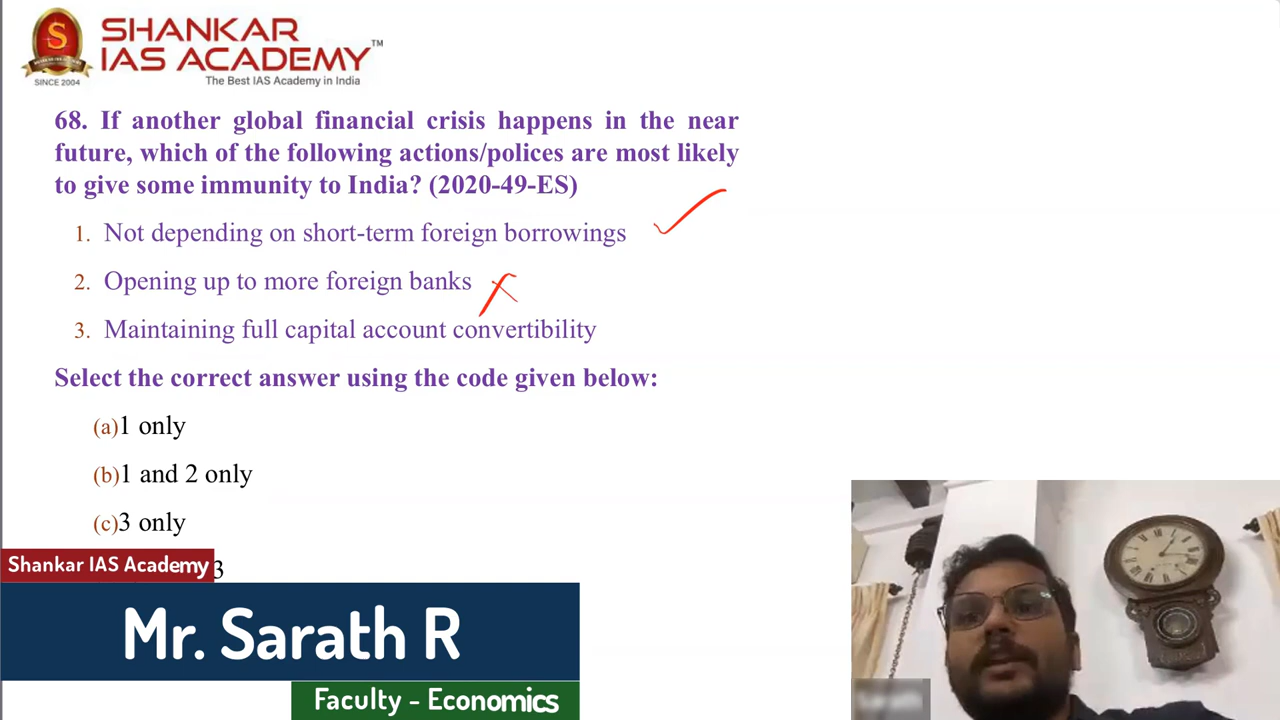 SHANKAR
IAS ACADEMY™
The Best IAS Academy in India
S
SINCE 2004
68. If another global financial crisis happens in the near
future, which of the following actions/polices are most likely
to give some immunity to India? (2020-49-ES)
1. Not depending on short-term foreign borrowings
2. Opening up to more foreign banks
3. Maintaining full capital account convertibility
Select the correct answer using the code given below:
(a)1 only
(b)1 and 2 only
(c)3 only
3
Shankar IAS Academy
Mr. Sarath R
Faculty - Economics